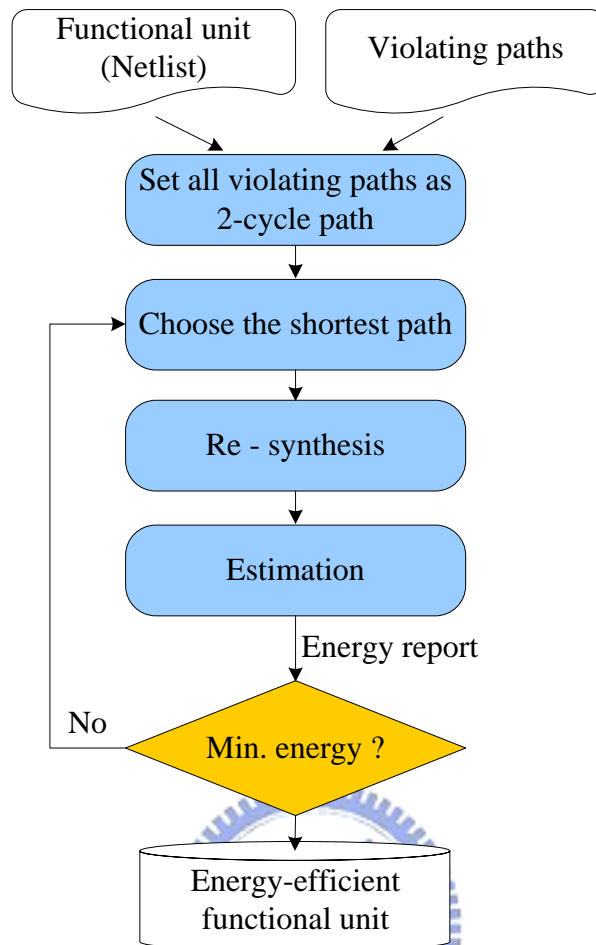 Functional unit
(Netlist)
Violating paths
Set all violating paths as
2-cycle path
Choose the shortest path
Re - synthesis
Estimation
Energy report
No
Min. energy ?
Energy-efficient
functional unit